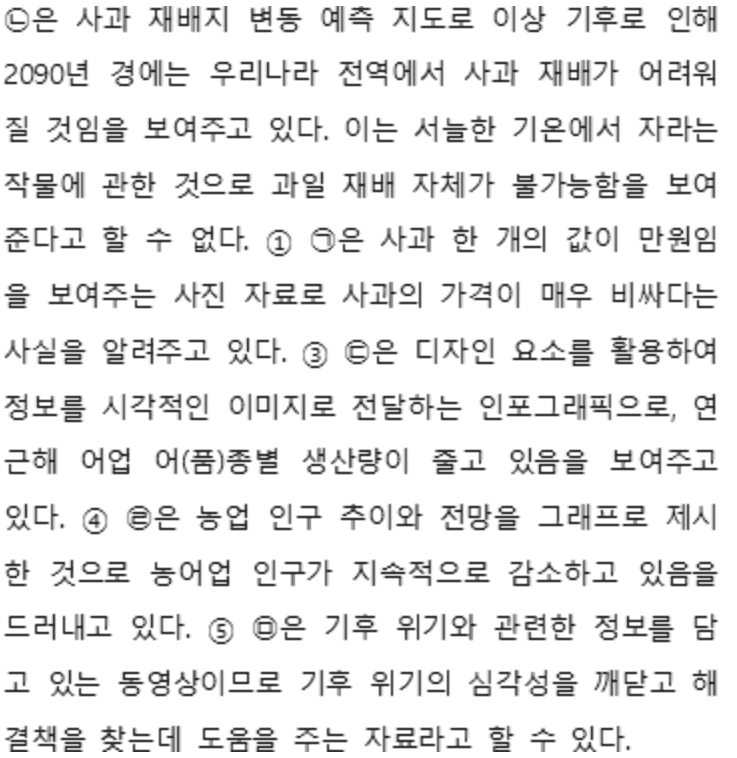 ㉡은 사과 재배지 변동 예측 지도로 이상 기후로 인해
2090년 경에는 우리나라 전역에서 사과 재배가 어려워
질 것임을 보여주고 있다. 이는 서늘한 기온에서 자라는
작물에 관한 것으로 과일 재배 자체가 불가능함을 보여
준다고 할 수 없다. ① ㉠은 사과 한 개의 값이 만원임
을 보여주는 사진 자료로 사과의 가격이 매우 비싸다는
사실을 알려주고 있다. ③ ㉢은 디자인 요소를 활용하여
정보를 시각적인 이미지로 전달하는 인포그래픽으로, 연
근해 어업 어(품)종별 생산량이 줄고 있음을 보여주고
있다. ④ ㉣은 농업 인구 추이와 전망을 그래프로 제시
한 것으로 농어업 인구가 지속적으로 감소하고 있음을
드러내고 있다. ⑤ ㉤은 기후 위기와 관련한 정보를 담
고 있는 동영상이므로 기후 위기의 심각성을 깨닫고 해
결책을 찾는데 도움을 주는 자료라고 할 수 있다.